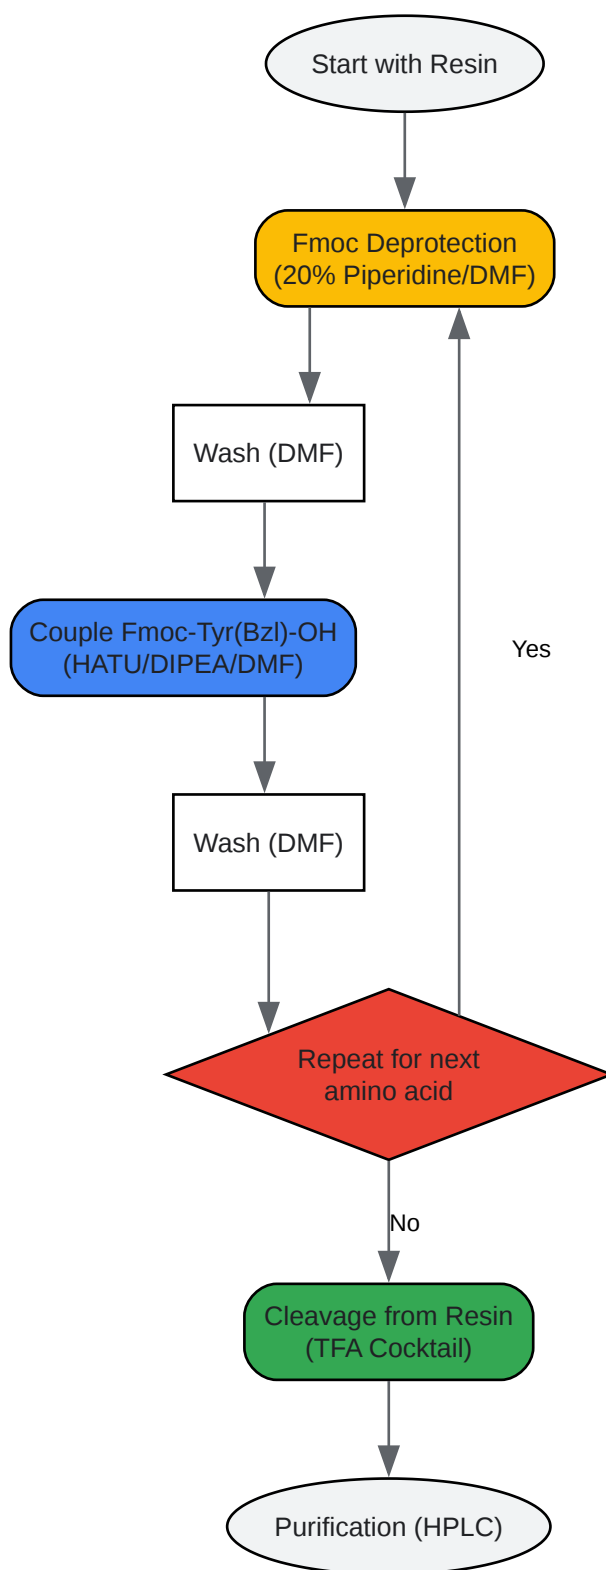 Start with Resin
Fmoc Deprotection
(20% Piperidine/DMF)
Wash (DMF)
Couple Fmoc-Tyr(Bzl)-OH
(HATU/DIPEA/DMF)
Yes
Wash (DMF)
Repeat for next
amino acid
No
Cleavage from Resin
(TFA Cocktail)
Purification (HPLC)